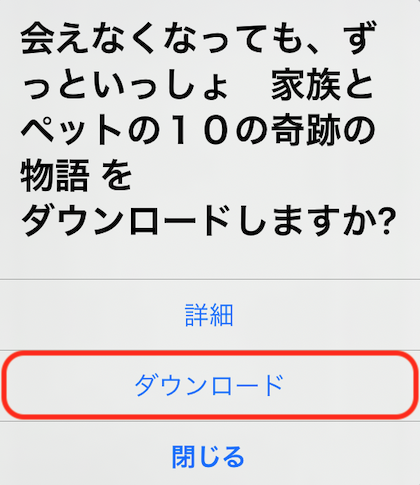 会えなくなっても、ず
っといっしょ　家族と
ペットの１０の奇跡の
物語 を
ダウンロードしますか?
詳細
ダウンロード
閉じる